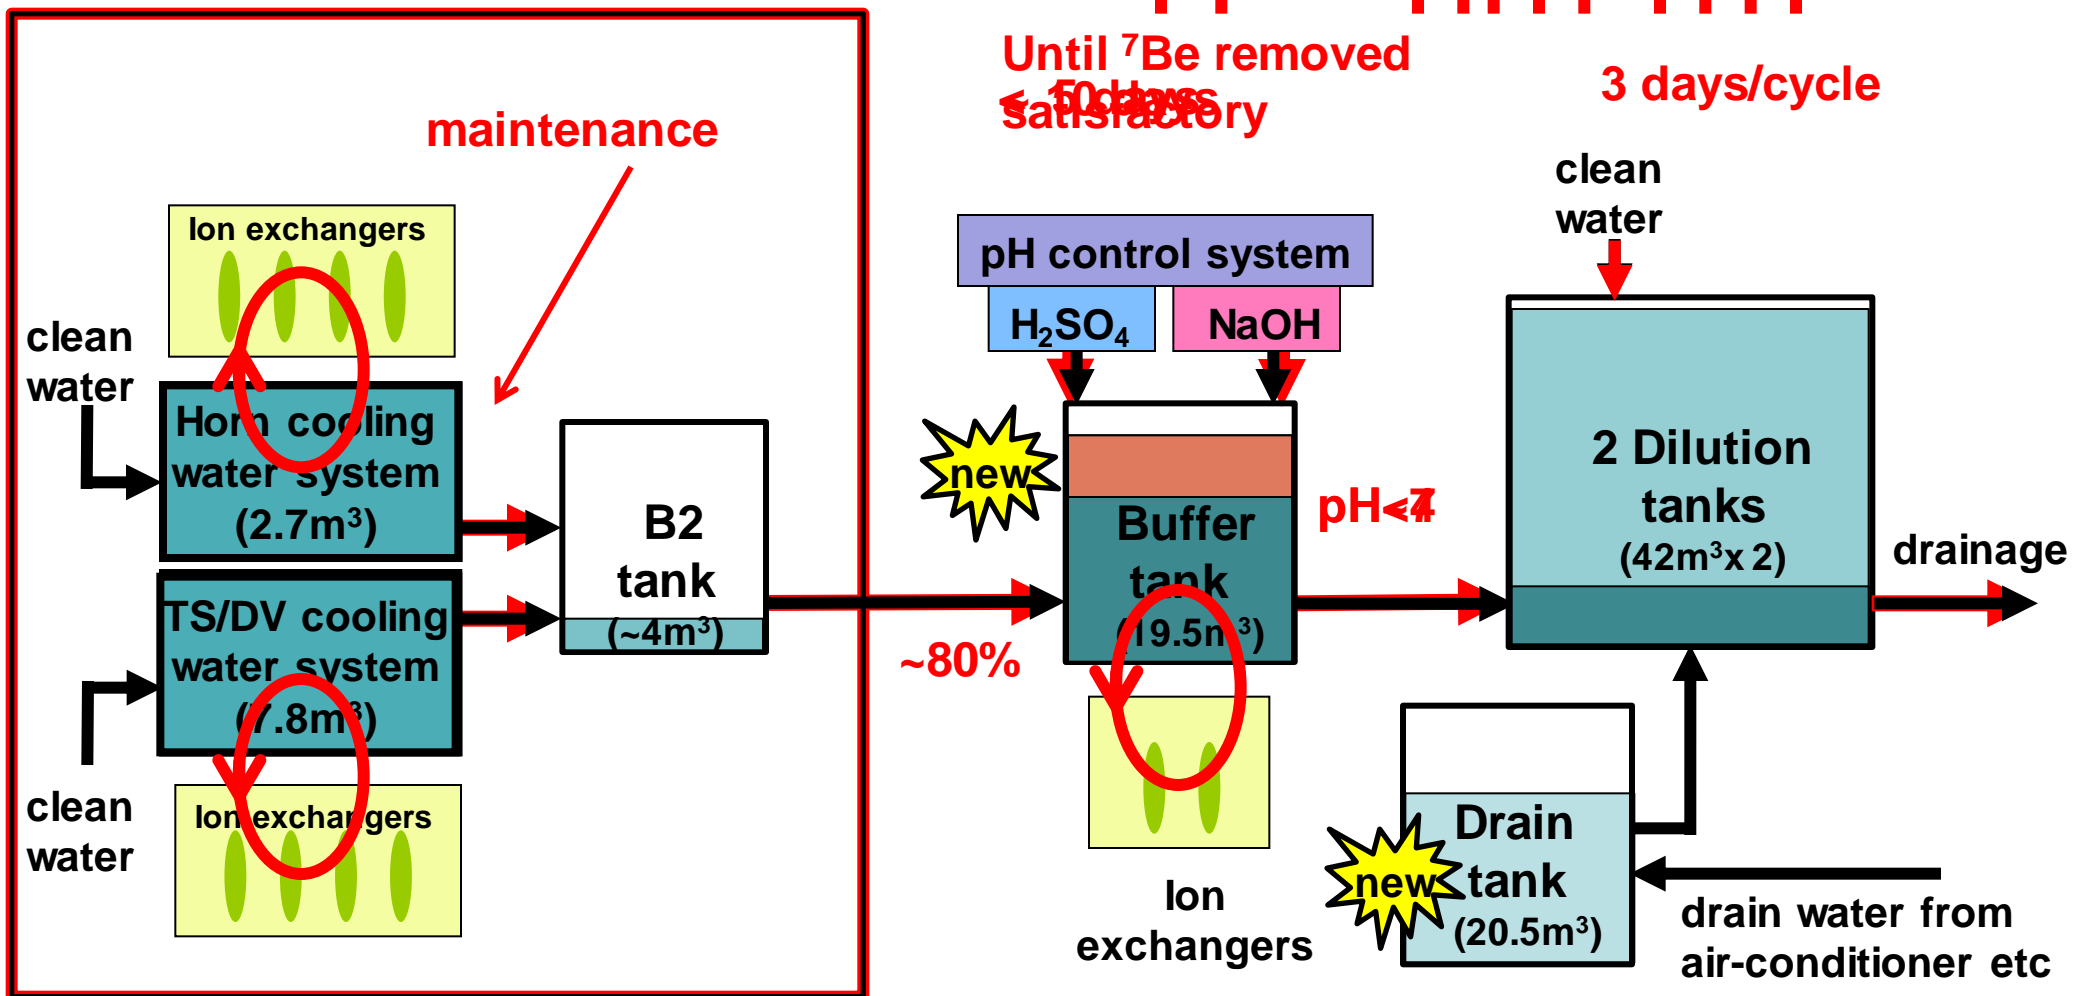 Until ⁷Be removed
satisfactory
3 days/cycle
maintenance
clean
water
Ion exchangers
pH control system
H₂SO₄
NaOH
clean
water
Horn cooling
water system
(2.7m³)
new
B2
tank
(~4m³)
Buffer
tank
(19.5m³)
2 Dilution
tanks
(42m³x 2)
drainage
TS/DV cooling
water system
(7.8m³)
~80%
clean
water
Ion exchangers
Ion
exchangers
new
Drain
tank
(20.5m³)
drain water from
air-conditioner etc